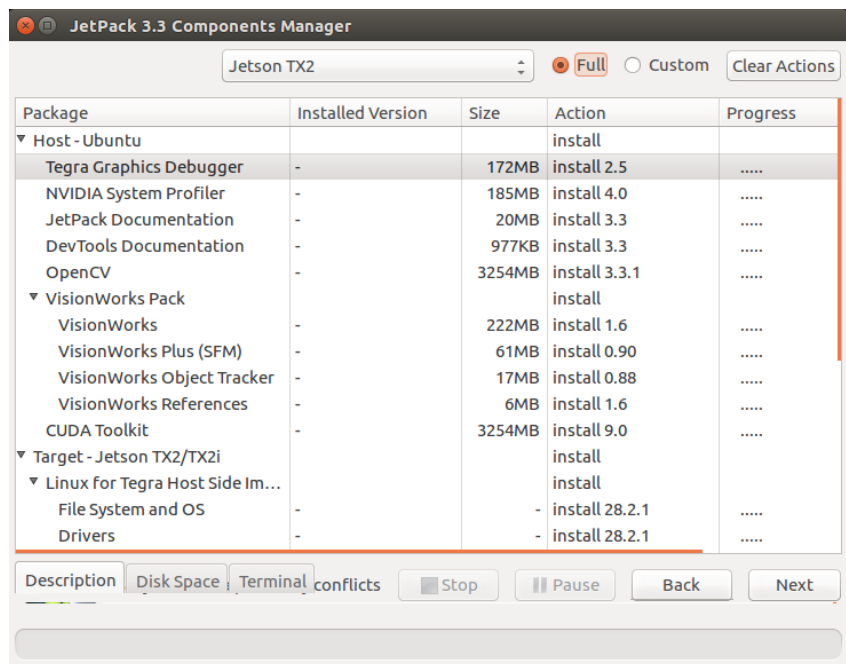 JetPack 3.3 Components Manager
Jetson TX2 Full Custom Clear Actions
Package Installed Version Size Action Progress
Host - Ubuntu install
Tegra Graphics Debugger - 172MB install 2.5 .....
NVIDIA System Profiler - 185MB install 4.0 .....
JetPack Documentation - 20MB install 3.3 .....
DevTools Documentation - 977KB install 3.3 .....
OpenCV - 3254MB install 3.3.1 .....
VisionWorks Pack install
VisionWorks - 222MB install 1.6 .....
VisionWorks Plus (SFM) - 61MB install 0.90 .....
VisionWorks Object Tracker - 17MB install 0.88 .....
VisionWorks References - 6MB install 1.6 .....
CUDA Toolkit - 3254MB install 9.0 .....
Target - Jetson TX2/TX2i install
Linux for Tegra Host Side Im... install
File System and OS - - install 28.2.1 .....
Drivers - - install 28.2.1 .....
Description Disk Space Terminal conflicts Stop Pause Back Next